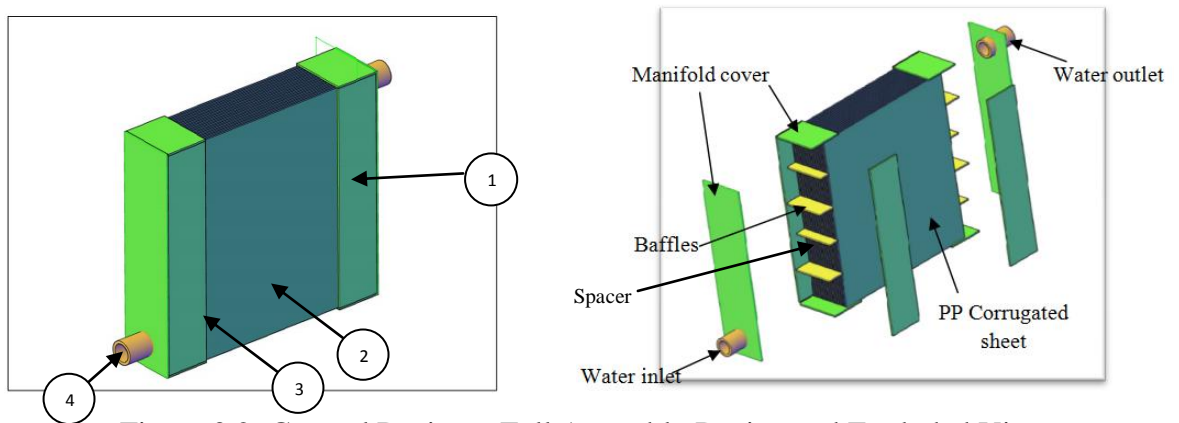 1
2
3
4
Manifold cover
Water outlet
Baffles
Spacer
PP Corrugated
sheet
Water inlet